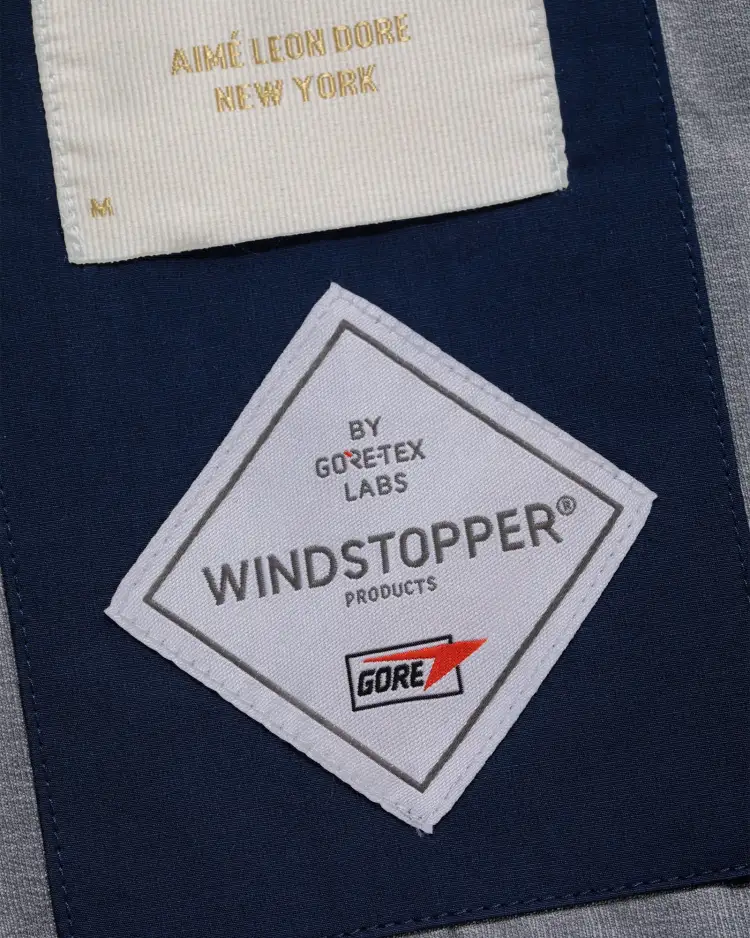 AIMÉ LEON DORE
NEW YORK
M
BY
GORE-TEX
LABS
WINDSTOPPER®
PRODUCTS
GORE